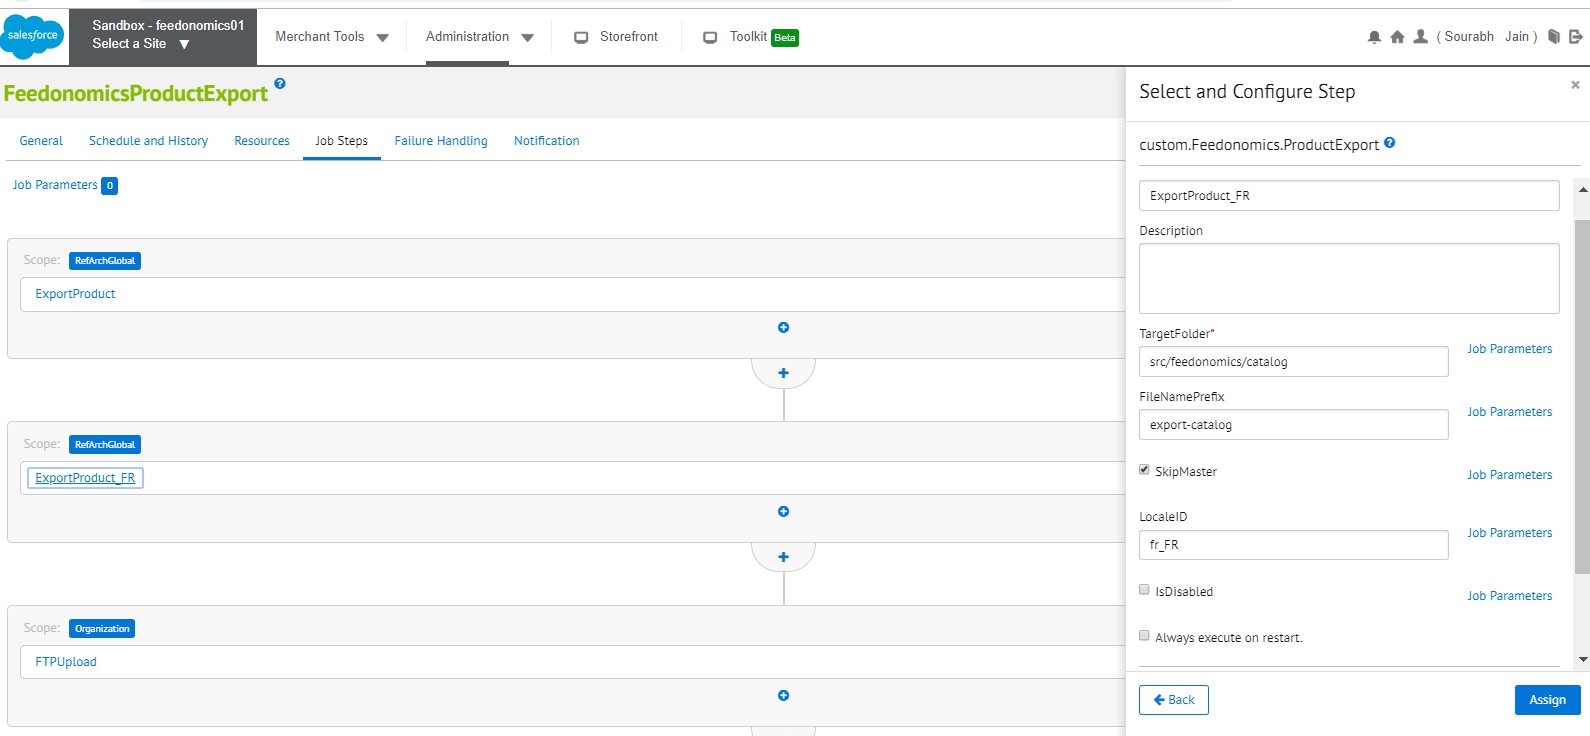 salesforce
Sandbox - feedonomics01
Select a Site
Merchant Tools
Administration
Storefront
Toolkit Beta
( Sourabh Jain )
FeedonomicsProductExport
General
Schedule and History
Resources
Job Steps
Failure Handling
Notification
Job Parameters 0
Scope: RefArchGlobal
ExportProduct
Scope: RefArchGlobal
ExportProduct_FR
Scope: Organization
FTPUpload
Select and Configure Step
custom.Feedonomics.ProductExport
ExportProduct_FR
Description
TargetFolder*
src/feedonomics/catalog
Job Parameters
FileNamePrefix
export-catalog
Job Parameters
SkipMaster
Job Parameters
LocaleID
fr_FR
Job Parameters
IsDisabled
Job Parameters
Always execute on restart.
Back
Assign